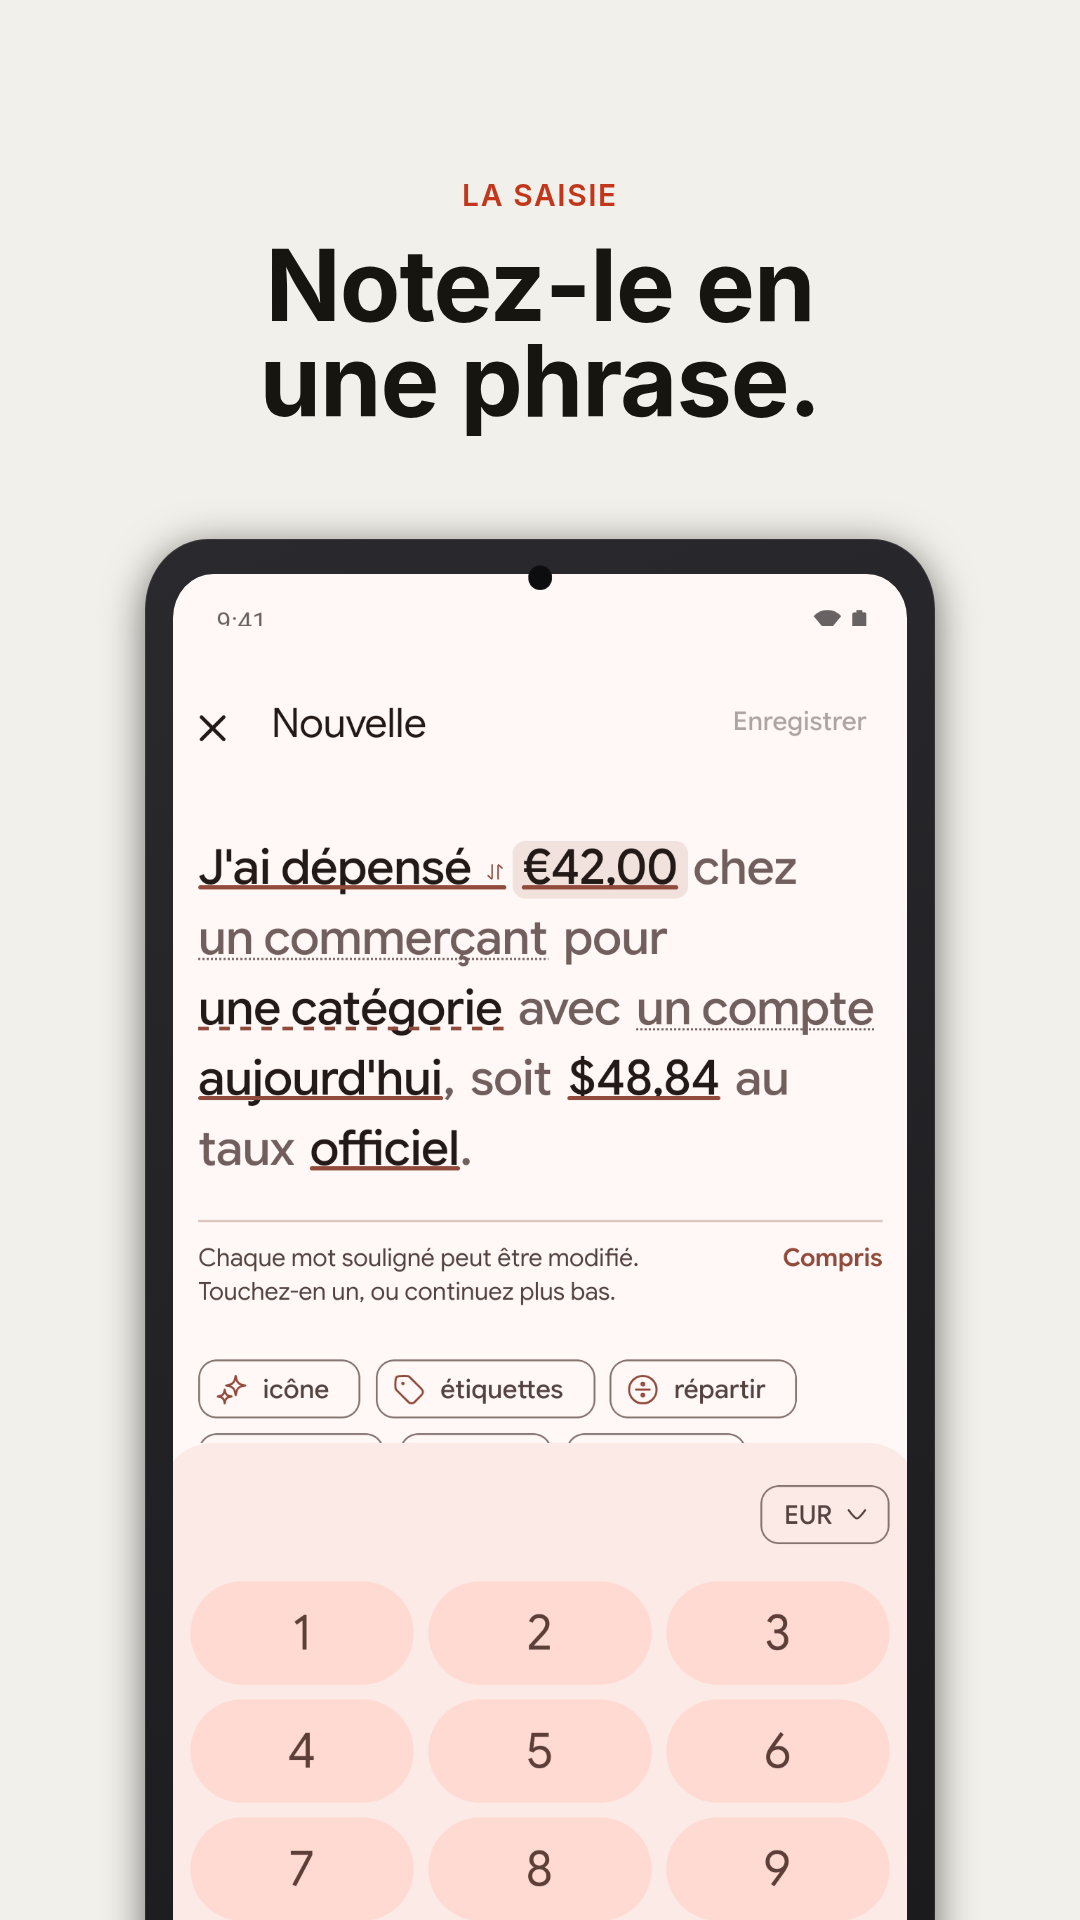 LA SAISIE
Notez-le en
une phrase.
9:41
Nouvelle
Enregistrer
J'ai dépensé €42,00 chez
un commerçant pour
une catégorie avec un compte
aujourd'hui, soit $48,84 au
taux officiel.
Chaque mot souligné peut être modifié.
Compris
Touchez-en un, ou continuez plus bas.
icône
étiquettes
répartir
EUR
1 2 3
4 5 6
7 8 9